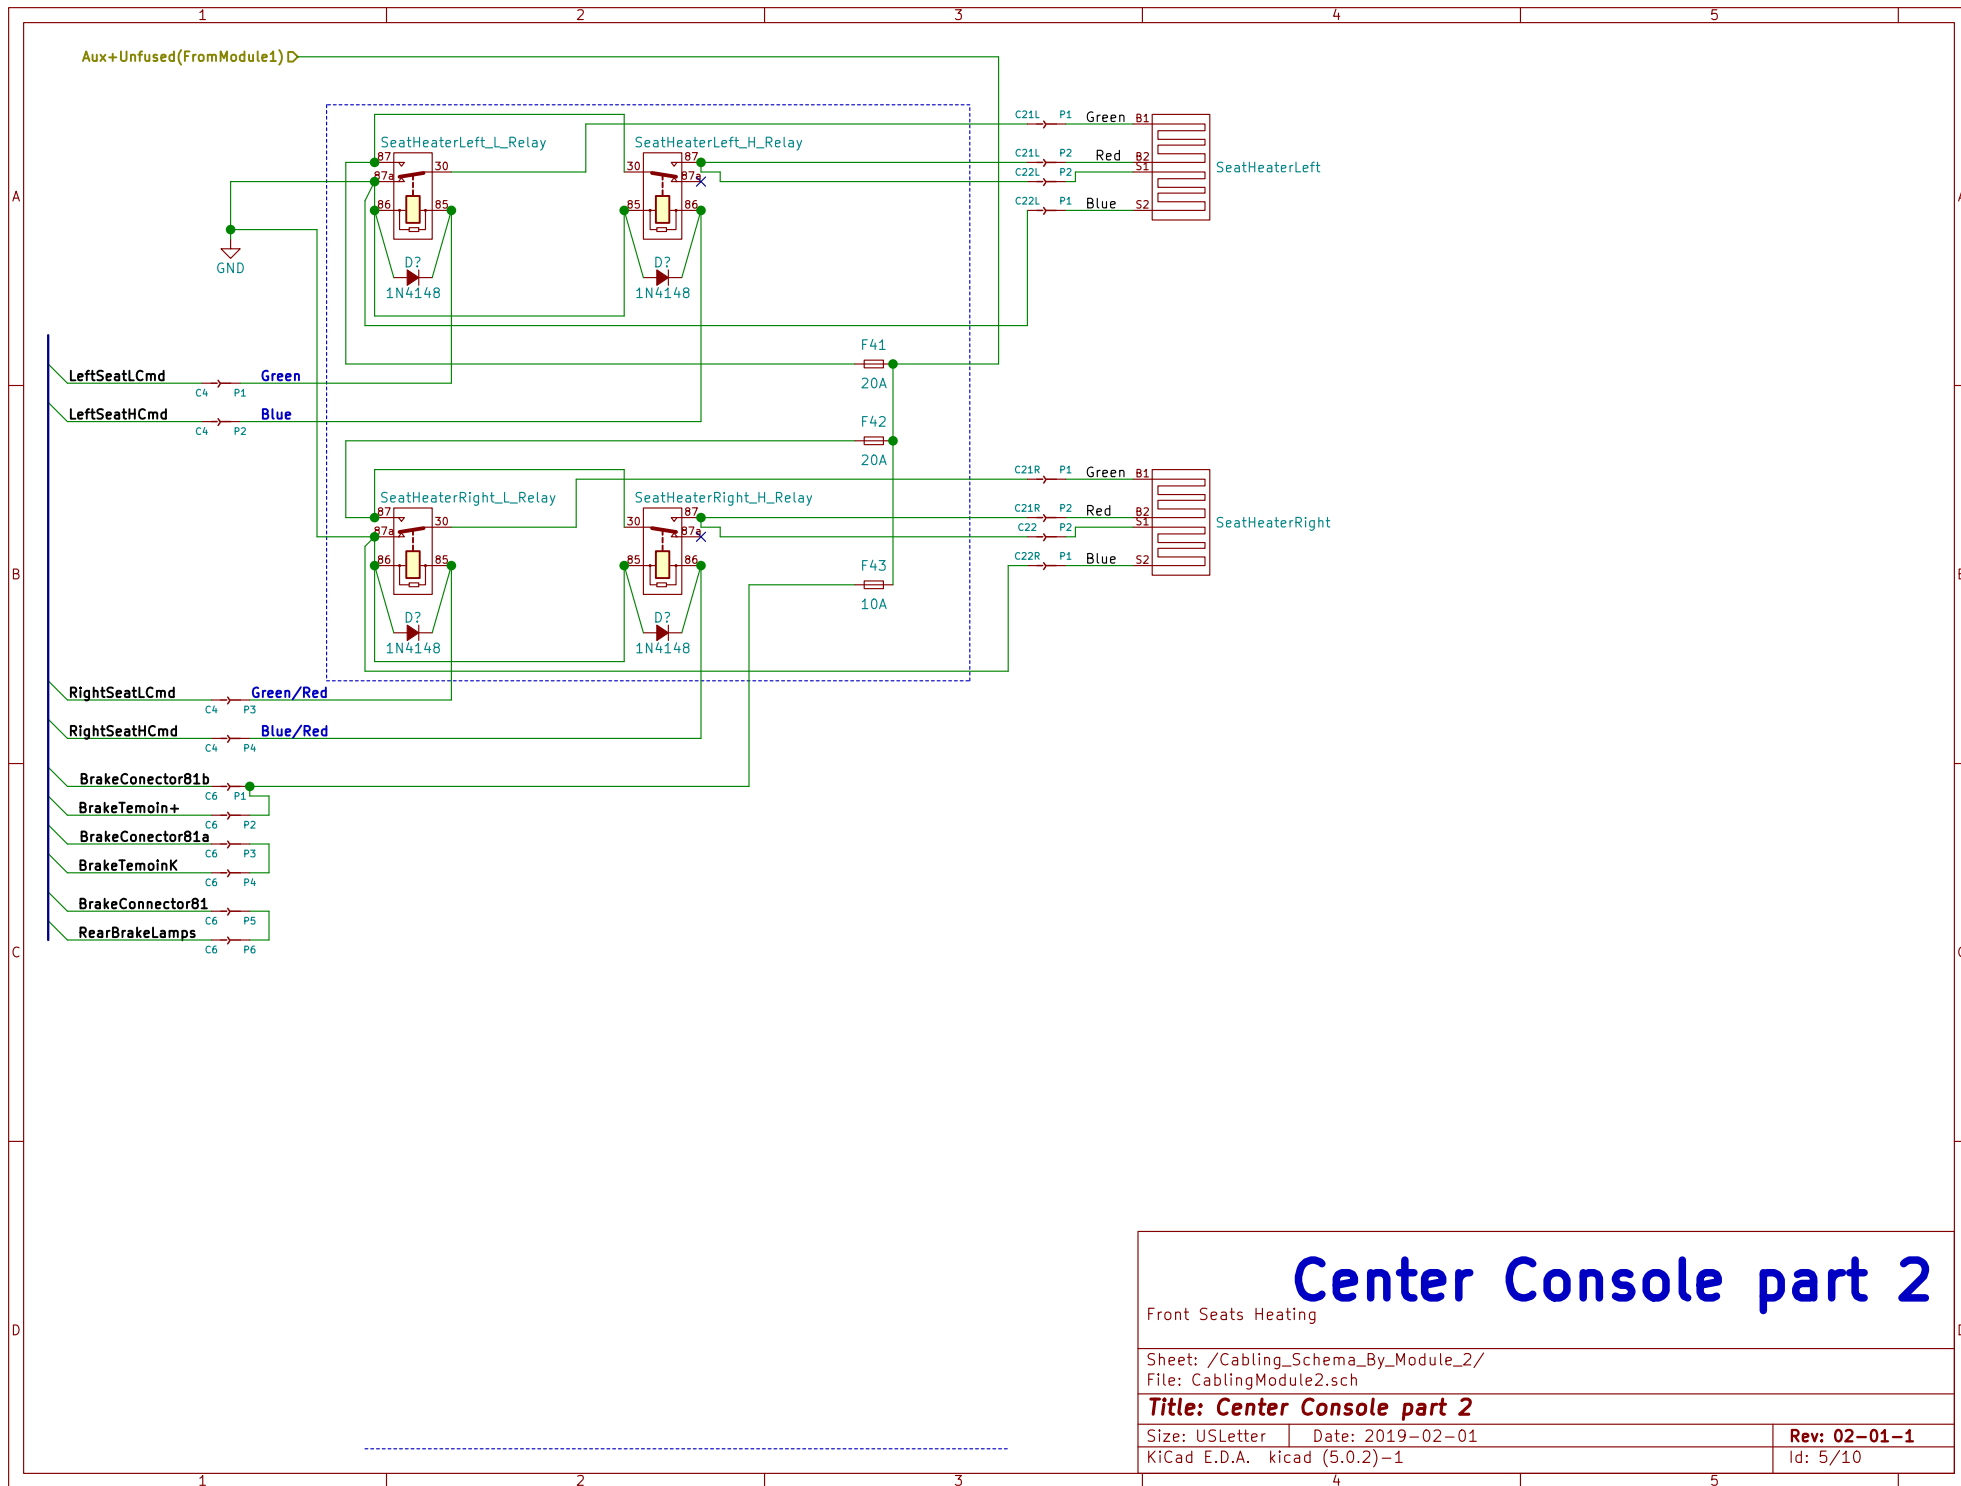 1 2 3 4 5
Aux+Unfused(FromModule1)
A
SeatHeaterLeft_L_Relay
87
87a
30
86
85
D?
1N4148
SeatHeaterLeft_H_Relay
30
87
87a
85
86
D?
1N4148
GND
C21L P1 Green B1
C21L P2 Red B2
C22L P2 S1
C22L P1 Blue S2
SeatHeaterLeft
F41
20A
LeftSeatLCmd C4 P1 Green
LeftSeatHCmd C4 P2 Blue
F42
20A
B
SeatHeaterRight_L_Relay
87
87a
30
86
85
D?
1N4148
SeatHeaterRight_H_Relay
30
87
87a
85
86
D?
1N4148
C21R P1 Green B1
C21R P2 Red B2
C22 P2 S1
C22R P1 Blue S2
SeatHeaterRight
F43
10A
RightSeatLCmd C4 P3 Green/Red
RightSeatHCmd C4 P4 Blue/Red
BrakeConector81b C6 P1
BrakeTemoin+ C6 P2
BrakeConector81a C6 P3
BrakeTemoinK C6 P4
BrakeConnector81 C6 P5
RearBrakeLamps C6 P6
C
D
Center Console part 2
Front Seats Heating
Sheet: /Cabling_Schema_By_Module_2/
File: CablingModule2.sch
Title: Center Console part 2
Size: USLetter Date: 2019-02-01 Rev: 02-01-1
KiCad E.D.A. kicad (5.0.2)-1 Id: 5/10
1 2 3 4 5